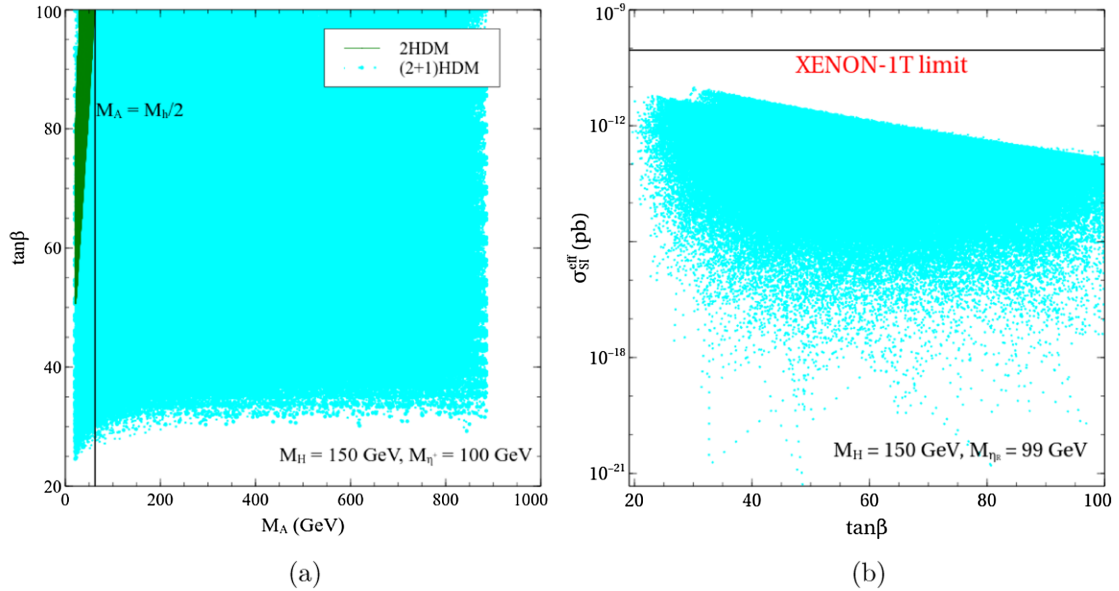 100
80
60
40
20
tanβ
2HDM
(2+1)HDM
M_A = M_h/2
M_H = 150 GeV, M_η⁺ = 100 GeV
0 200 400 600 800 1000
M_A (GeV)
(a)
10⁻⁹
10⁻¹²
10⁻¹⁸
10⁻²¹
σ_SI^eff (pb)
XENON-1T limit
M_H = 150 GeV, M_ηR = 99 GeV
20 40 60 80 100
tanβ
(b)